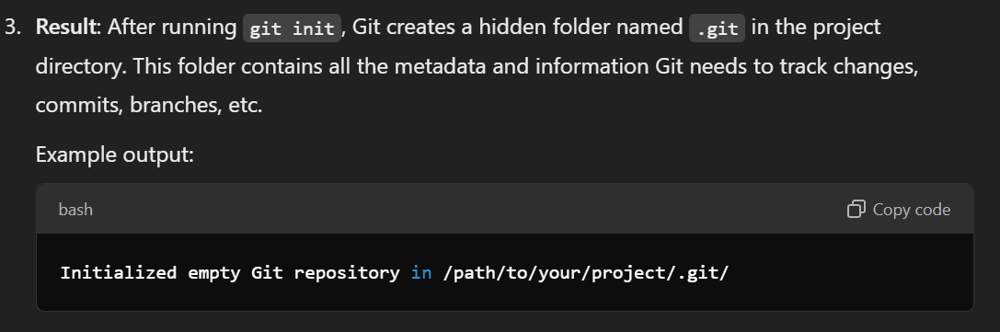 3. Result: After running git init, Git creates a hidden folder named .git in the project
directory. This folder contains all the metadata and information Git needs to track changes,
commits, branches, etc.
Example output:
bash Copy code
Initialized empty Git repository in /path/to/your/project/.git/